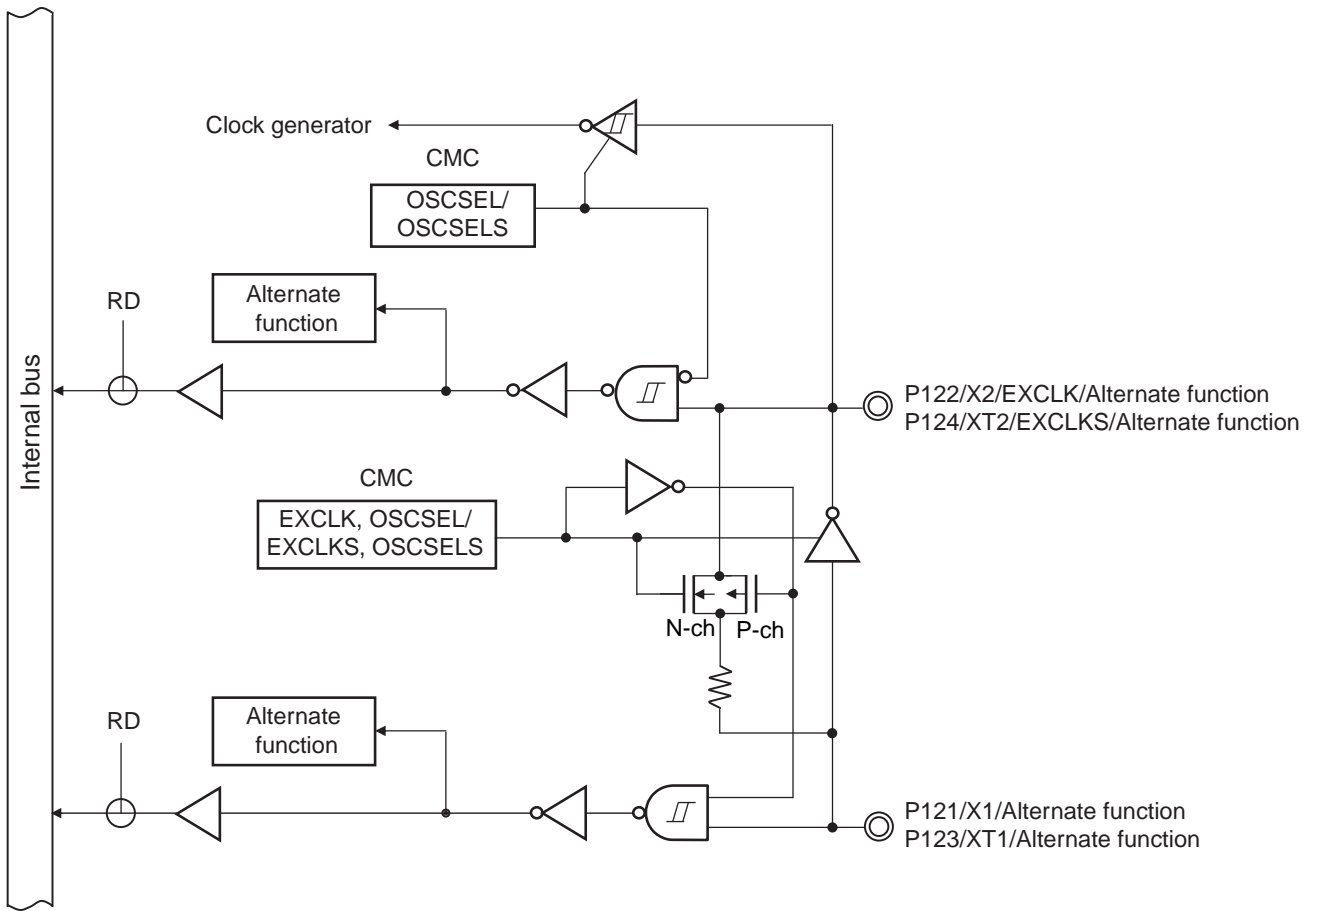 Clock generator
CMC
OSCSEL/
OSCSELS
Alternate
function
RD
Internal bus
P122/X2/EXCLK/Alternate function
P124/XT2/EXCLKS/Alternate function
CMC
EXCLK, OSCSEL/
EXCLKS, OSCSELS
N-ch
P-ch
Alternate
function
RD
P121/X1/Alternate function
P123/XT1/Alternate function